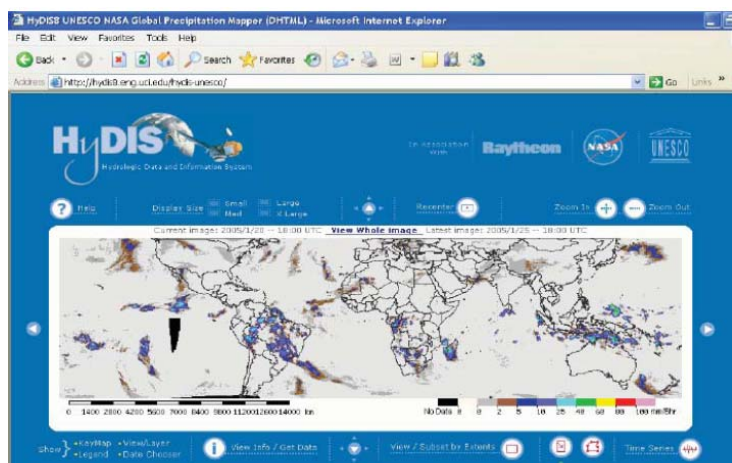 HyDIS8 UNESCO NASA Global Precipitation Mapper (DHTML) - Microsoft Internet Explorer
File Edit View Favorites Tools Help
Back Search Favorites
Address http://hydis8.eng.uci.edu/hydis-unesco/ Go Links »
HyDIS
Hydrologic Data and Information System
In Association With Raytheon NASA UNESCO
? Help Display Size Small Large Med X Large Recenter Zoom In Zoom Out
Current image: 2005/1/20 -- 18:00 UTC View Whole image Latest image: 2005/1/25 -- 18:00 UTC
0 1400 2800 4200 5600 7000 8400 9800 11200 12600 14000 km No Data 0 0 2 5 10 25 40 60 80 100 mm/8hr
Show } KeyMap View/Layer Legend Date Chooser i View Info / Get Data View / Subset by Extents Time Series